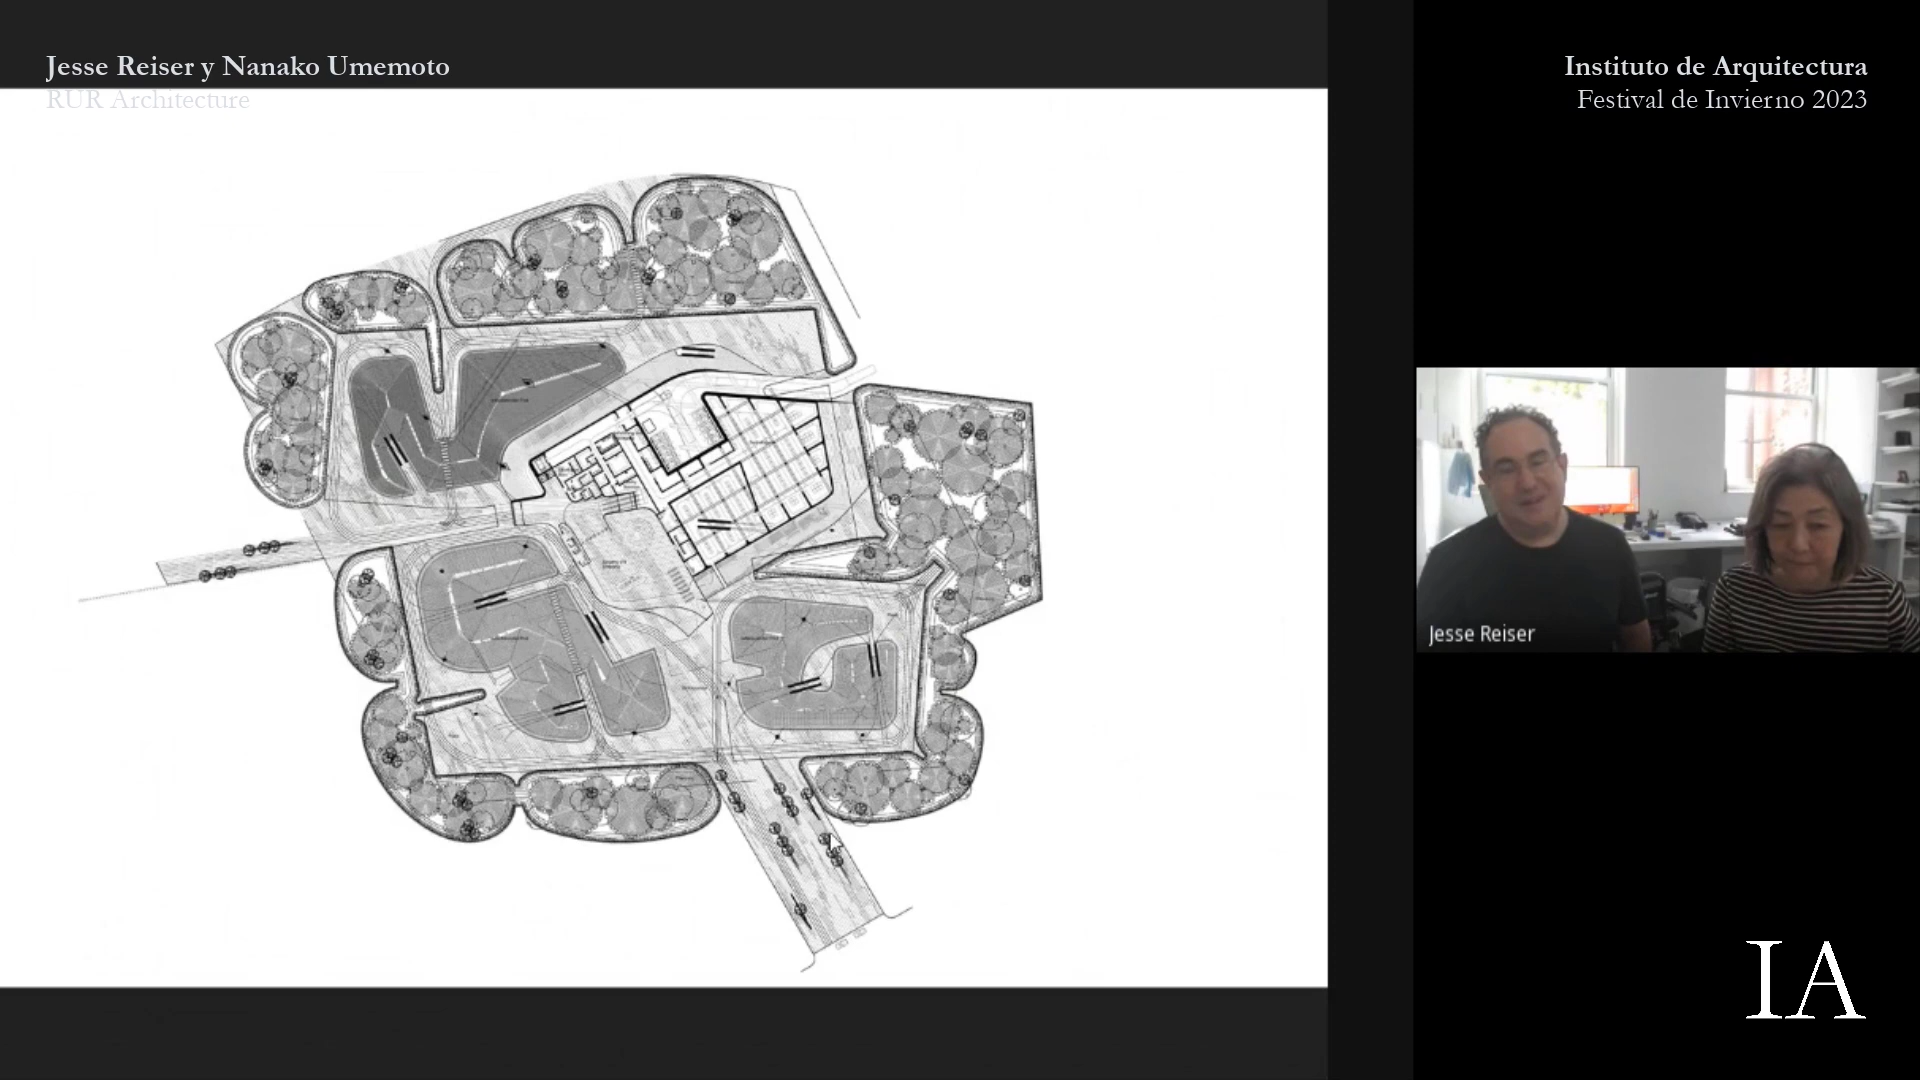 Jesse Reiser y Nanako Umemoto
RUR Architecture
Instituto de Arquitectura
Festival de Invierno 2023
Jesse Reiser
IA